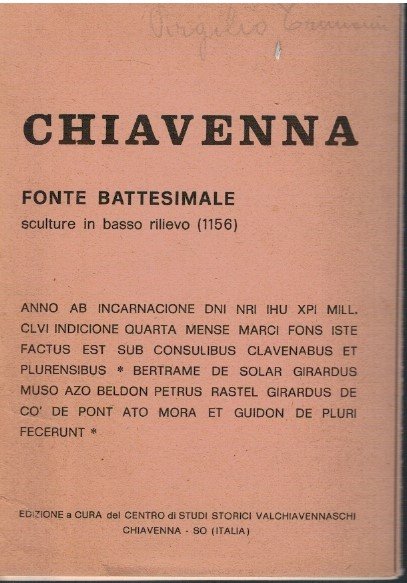 Virgilio
CHIAVENNA
FONTE BATTESIMALE
sculture in basso rilievo (1156)
ANNO AB INCARNACIONE DNI NRI IHU XPI MILL.
CLVI INDICIONE QUARTA MENSE MARCI FONS ISTE
FACTUS EST SUB CONSULIBUS CLAVENABUS ET
PLURENSIBUS * BERTRAME DE SOLAR GIRARDUS
MUSO AZO BELDON PETRUS RASTEL GIRARDUS DE
CO' DE PONT ATO MORA ET GUIDON DE PLURI
FECERUNT *
EDIZIONE a CURA del CENTRO di STUDI STORICI VALCHIAVENNASCHI
CHIAVENNA - SO (ITALIA)